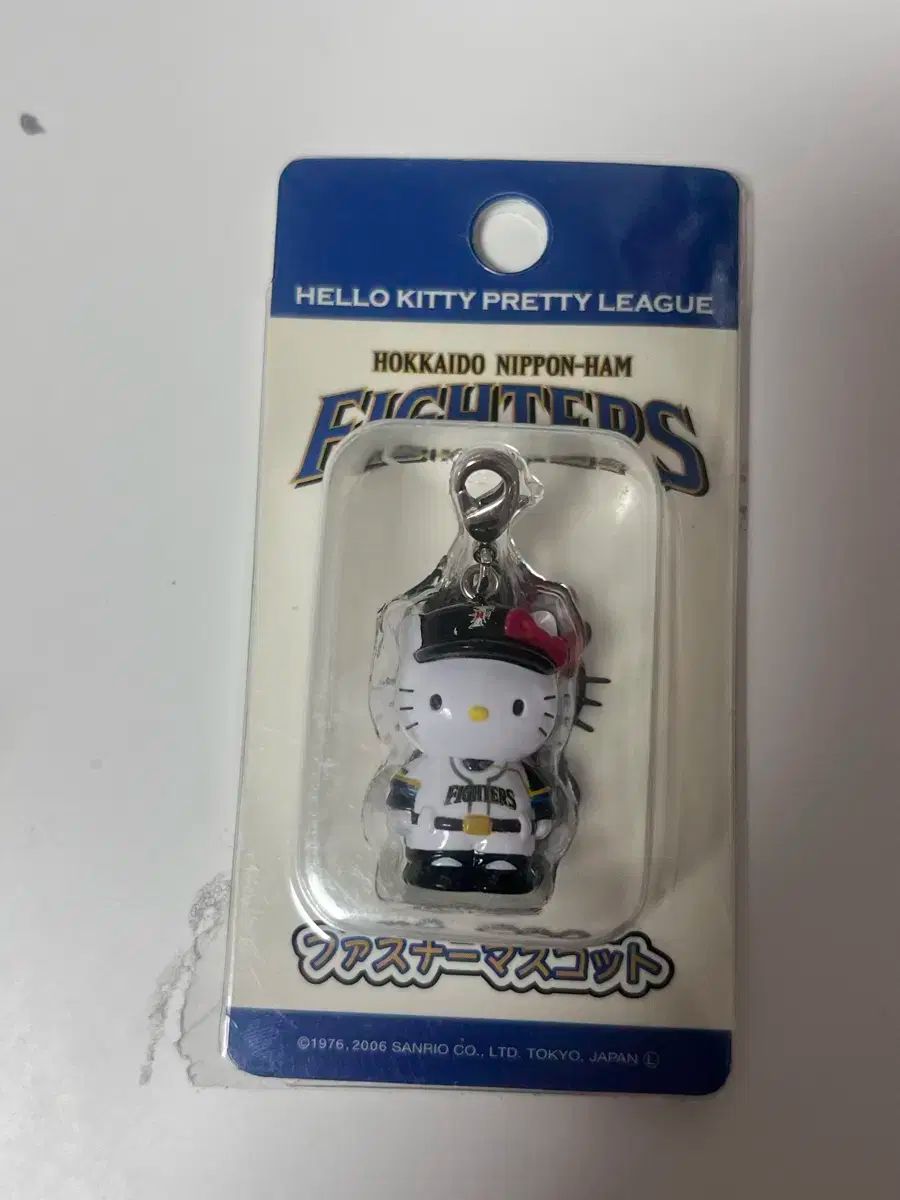 HELLO KITTY PRETTY LEAGUE
HOKKAIDO NIPPON-HAM
FIGHTERS
F
FIGHTERS
ファスナーマスコット
©1976, 2006 SANRIO CO., LTD. TOKYO, JAPAN Ⓛ